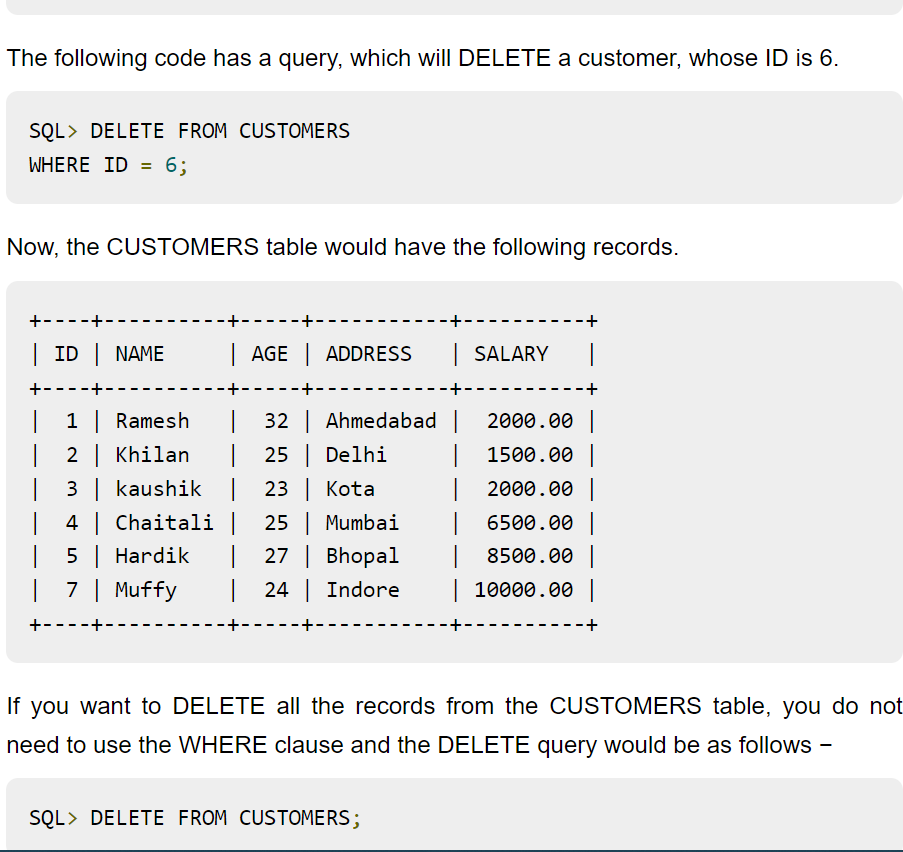 The following code has a query, which will DELETE a customer, whose ID is 6.
SQL> DELETE FROM CUSTOMERS
WHERE ID = 6;
Now, the CUSTOMERS table would have the following records.
+----+----------+-----+-----------+----------+
| ID | NAME     | AGE | ADDRESS   | SALARY   |
+----+----------+-----+-----------+----------+
|  1 | Ramesh   |  32 | Ahmedabad |  2000.00 |
|  2 | Khilan   |  25 | Delhi     |  1500.00 |
|  3 | kaushik  |  23 | Kota      |  2000.00 |
|  4 | Chaitali |  25 | Mumbai    |  6500.00 |
|  5 | Hardik   |  27 | Bhopal    |  8500.00 |
|  7 | Muffy    |  24 | Indore    | 10000.00 |
+----+----------+-----+-----------+----------+
If you want to DELETE all the records from the CUSTOMERS table, you do not
need to use the WHERE clause and the DELETE query would be as follows −
SQL> DELETE FROM CUSTOMERS;